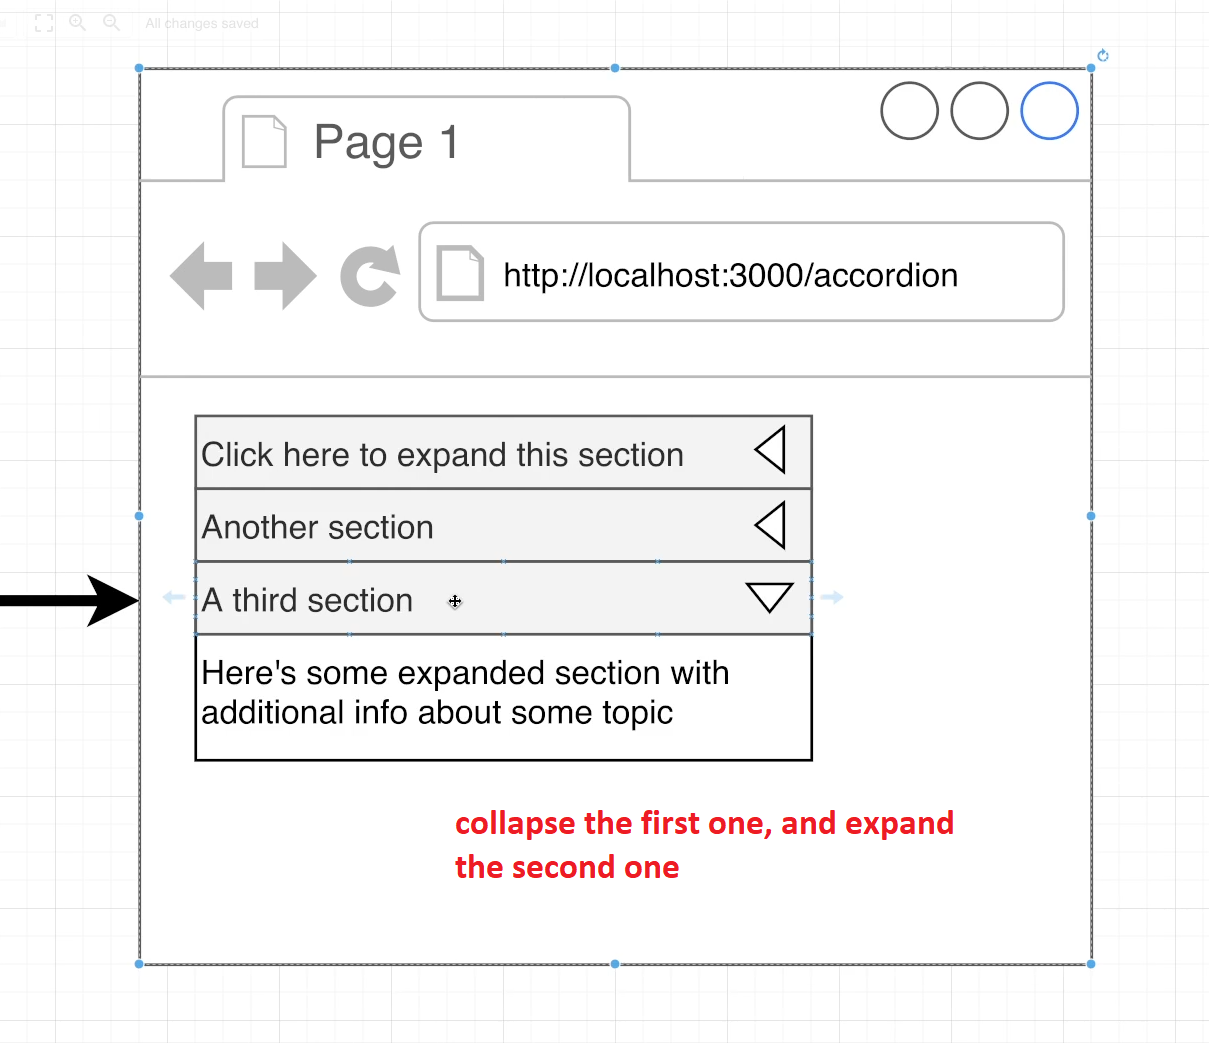 All changes saved
Page 1
http://localhost:3000/accordion
Click here to expand this section
Another section
A third section
Here's some expanded section with
additional info about some topic
collapse the first one, and expand
the second one